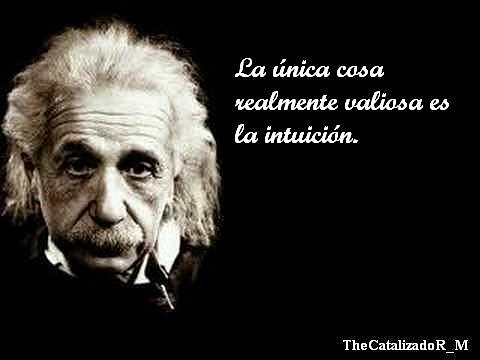 La única cosa
realmente valiosa es
la intuición.
TheCatalizadoR_M